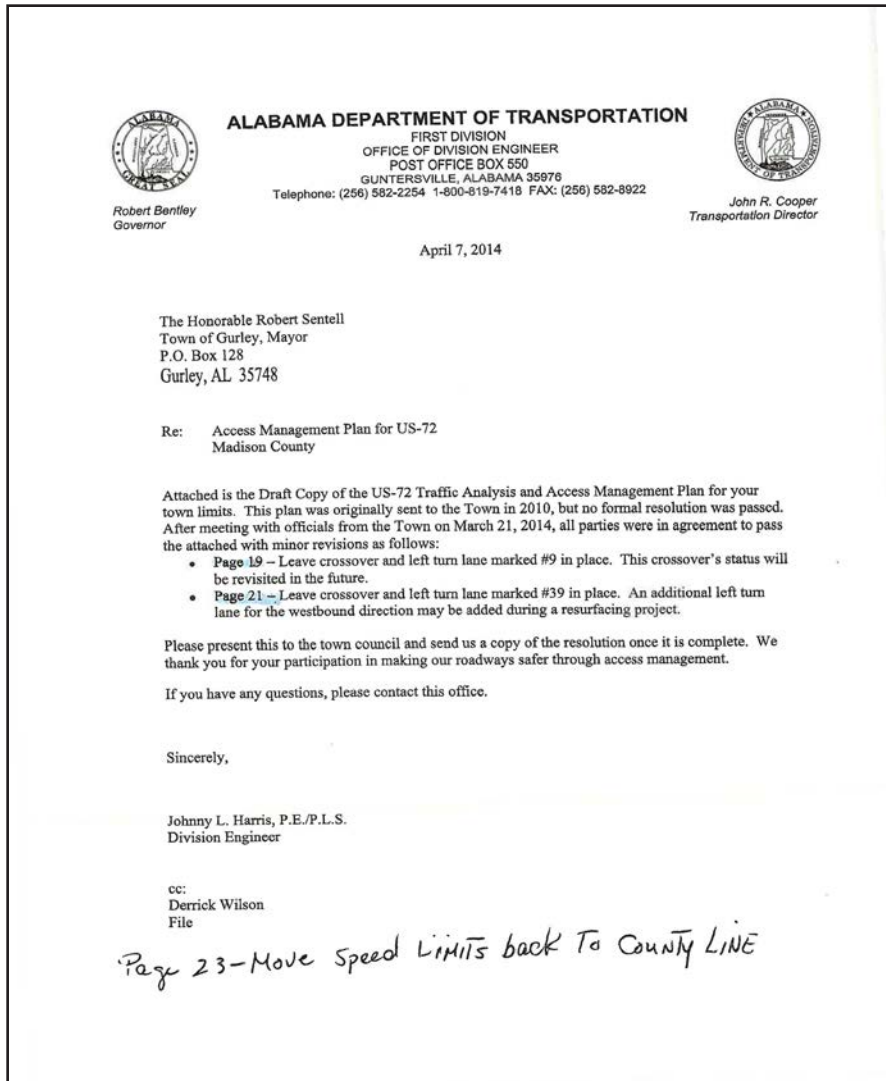 ALABAMA DEPARTMENT OF TRANSPORTATION
FIRST DIVISION
OFFICE OF DIVISION ENGINEER
POST OFFICE BOX 550
GUNTERSVILLE, ALABAMA 35976
Telephone: (256) 582-2254 1-800-819-7418 FAX: (256) 582-8922
ALABAMA
GREAT SEAL
Robert Bentley
Governor
ALABAMA
DEPARTMENT OF TRANSPORTATION
John R. Cooper
Transportation Director
April 7, 2014
The Honorable Robert Sentell
Town of Gurley, Mayor
P.O. Box 128
Gurley, AL 35748
Re: Access Management Plan for US-72
Madison County
Attached is the Draft Copy of the US-72 Traffic Analysis and Access Management Plan for your
town limits. This plan was originally sent to the Town in 2010, but no formal resolution was passed.
After meeting with officials from the Town on March 21, 2014, all parties were in agreement to pass
the attached with minor revisions as follows:
• Page 19 – Leave crossover and left turn lane marked #9 in place. This crossover's status will
be revisited in the future.
• Page 21 – Leave crossover and left turn lane marked #39 in place. An additional left turn
lane for the westbound direction may be added during a resurfacing project.
Please present this to the town council and send us a copy of the resolution once it is complete. We
thank you for your participation in making our roadways safer through access management.
If you have any questions, please contact this office.
Sincerely,
Johnny L. Harris, P.E./P.L.S.
Division Engineer
cc:
Derrick Wilson
File
Page 23-Move Speed LiMiTs back To CouNTy LiNE